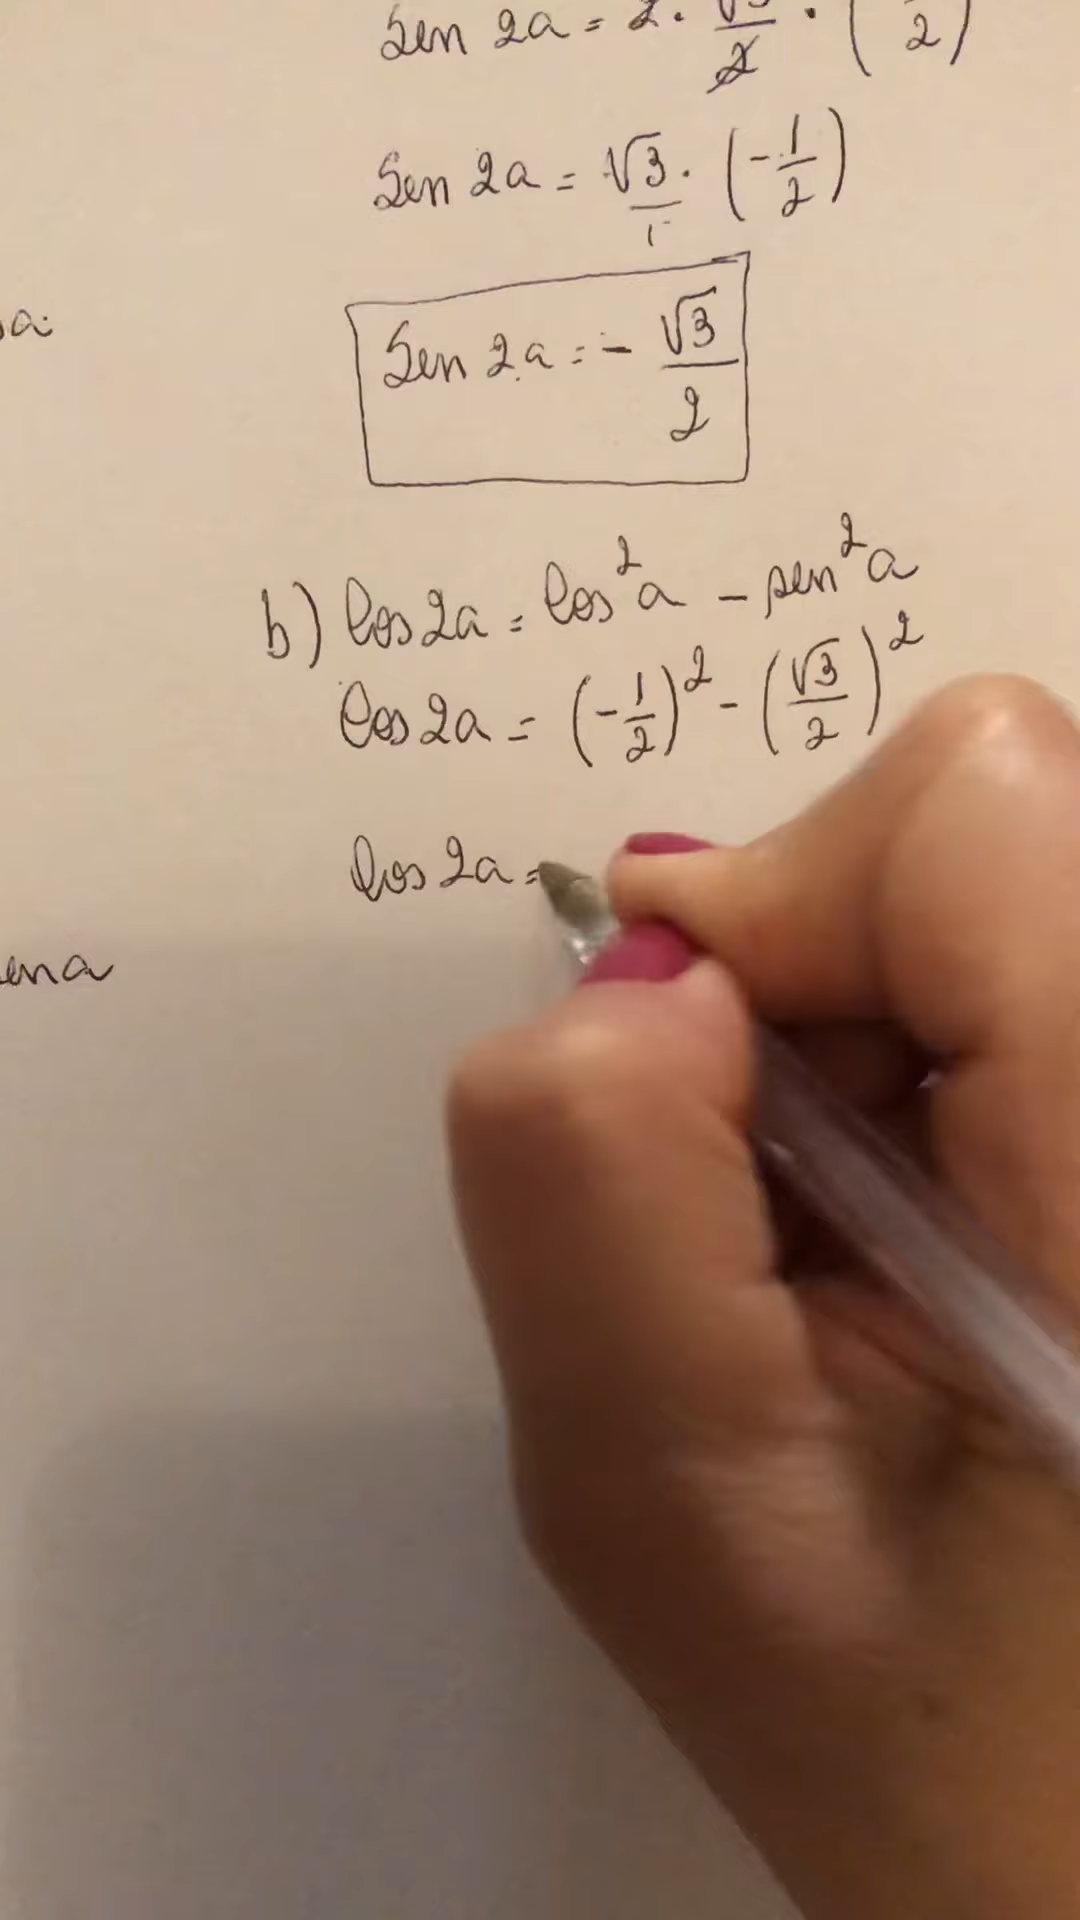 Sen 2a = 2 . √3/2 . ( /2)
Sen 2a = √3/1 . (-1/2)
Sen 2a = - √3/2
b) Cos 2a = Cos²a - sen²a
Cos 2a = (-1/2)² - (√3/2)²
Cos 2a =